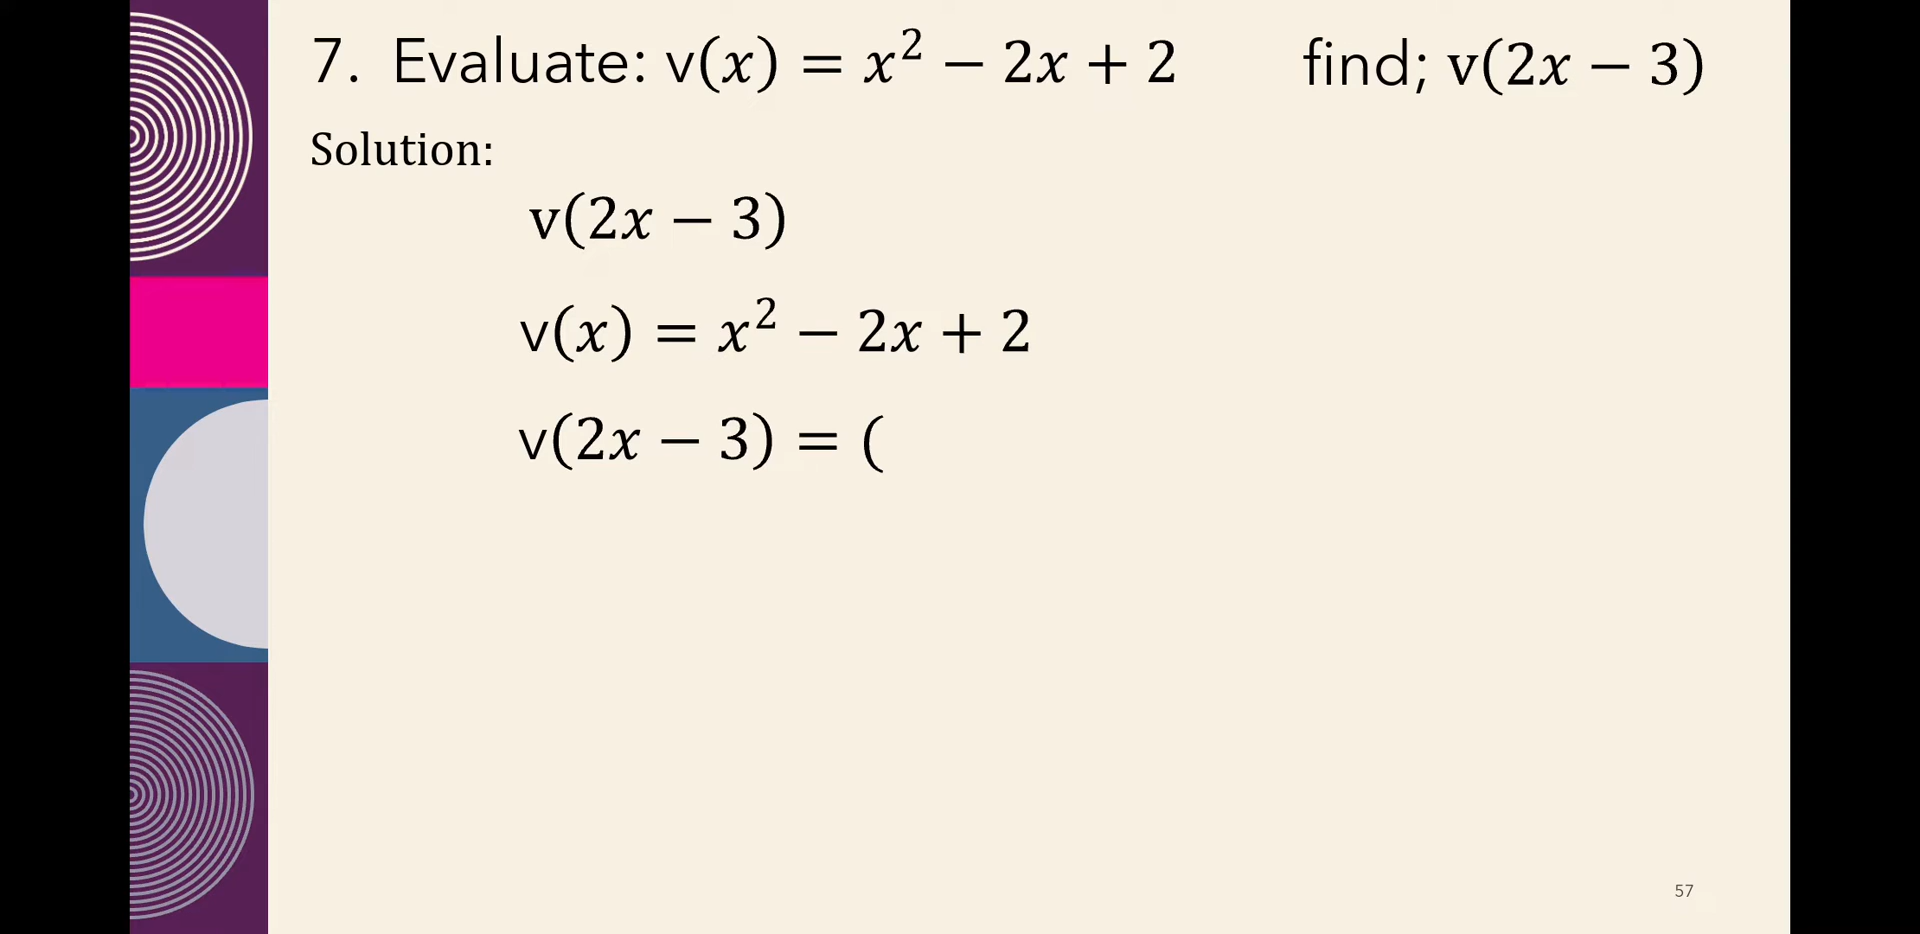 7. Evaluate: v(x) = x² − 2x + 2 find; v(2x − 3)
Solution:
v(2x − 3)
v(x) = x² − 2x + 2
v(2x − 3) = (
57